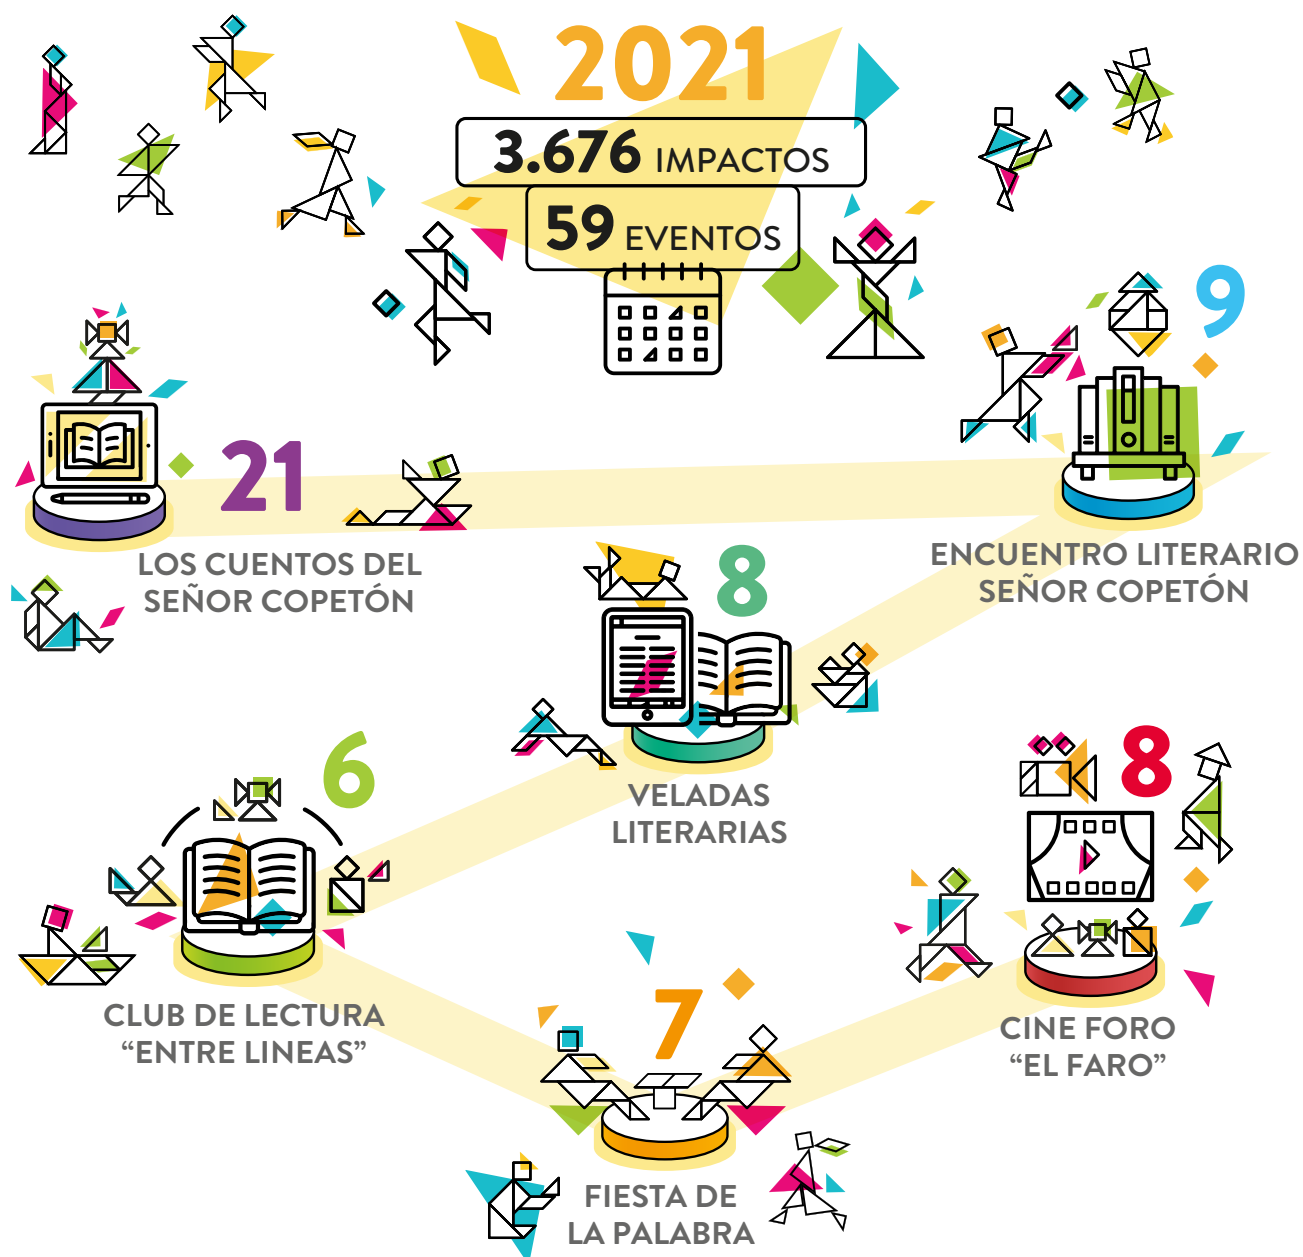 2021
3.676 IMPACTOS
59 EVENTOS
21
LOS CUENTOS DEL
SEÑOR COPETÓN
9
ENCUENTRO LITERARIO
SEÑOR COPETÓN
8
VELADAS
LITERARIAS
6
CLUB DE LECTURA
“ENTRE LINEAS”
7
FIESTA DE
LA PALABRA
8
CINE FORO
“EL FARO”